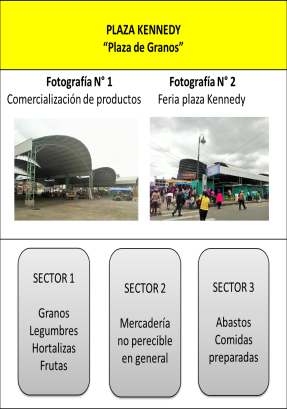 PLAZA KENNEDY
“Plaza de Granos”
Fotografía N° 1
Comercialización de productos
Fotografía N° 2
Feria plaza Kennedy
SECTOR 1
Granos
Legumbres
Hortalizas
Frutas
SECTOR 2
Mercadería
no perecible
en general
SECTOR 3
Abastos
Comidas
preparadas